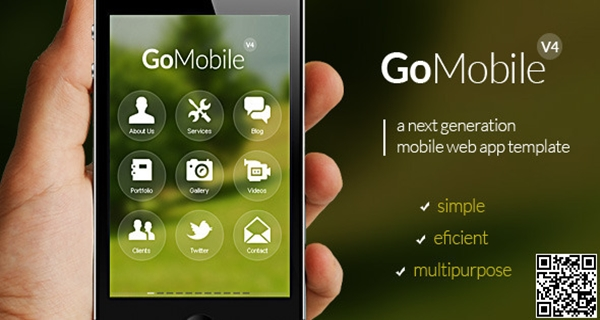 GoMobile V4
About Us
Services
Blog
Portfolio
Gallery
Videos
Clients
Twitter
Contact
GoMobile V4
a next generation
mobile web app template
simple
eficient
multipurpose